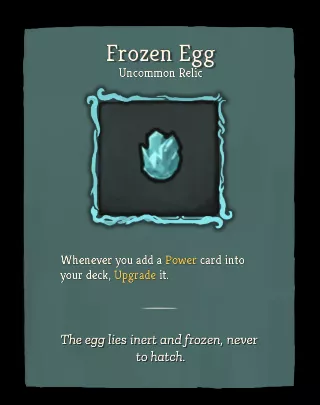 Frozen Egg
Uncommon Relic
Whenever you add a Power card into
your deck, Upgrade it.
The egg lies inert and frozen, never
to hatch.